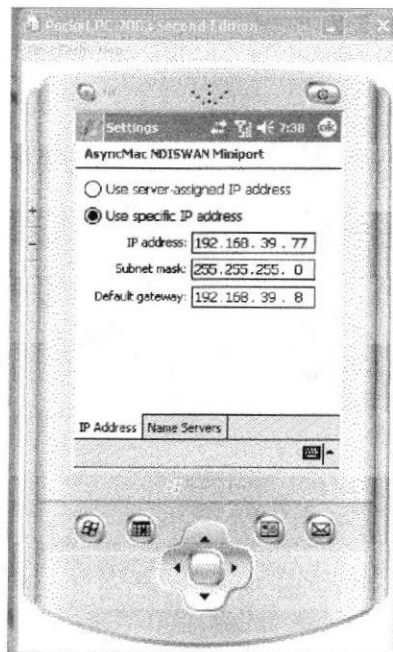 Pocket PC 2003 Second Edition
Help
Settings 7:38 ok
AsyncMac NDISWAN Miniport
Use server-assigned IP address
Use specific IP address
IP address: 192.168. 39 . 77
Subnet mask: 255.255.255. 0
Default gateway: 192.168. 39 . 8
IP Address Name Servers